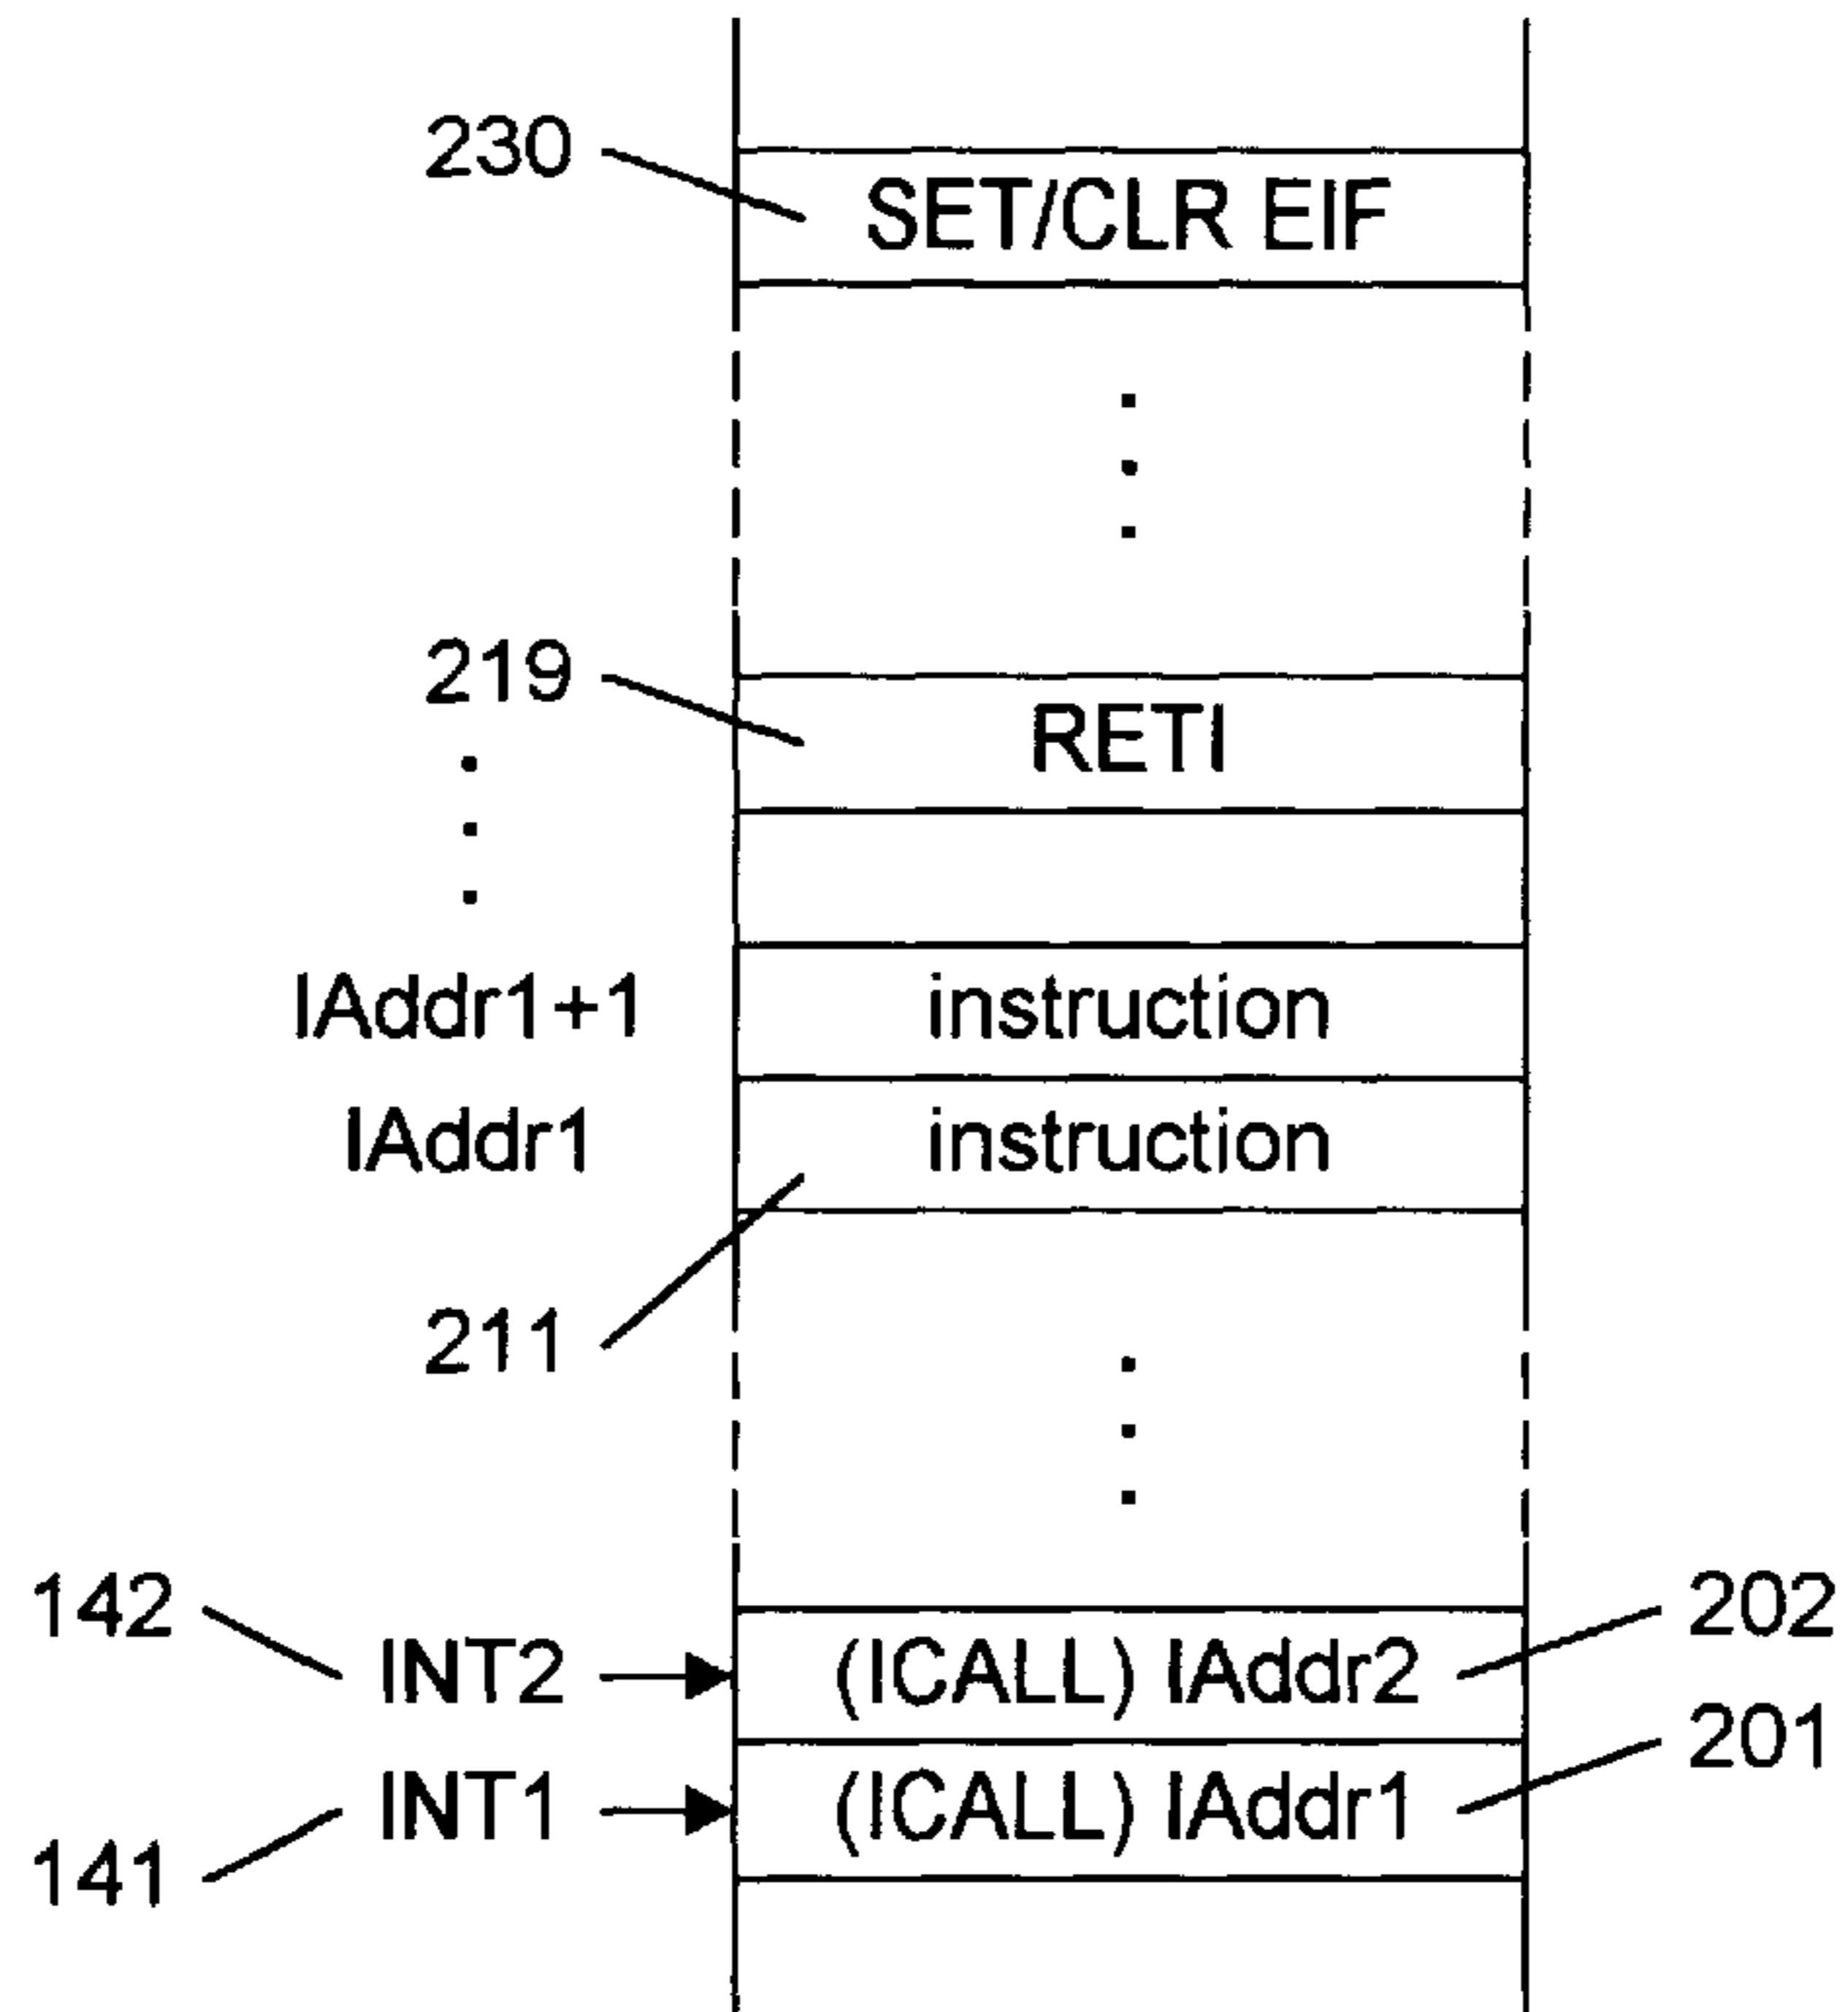 230 SET/CLR EIF
219 RETI
IAddr1+1 instruction
IAddr1 instruction
211
142 INT2 (ICALL) IAddr2 202
INT1 (ICALL) IAddr1 201
141